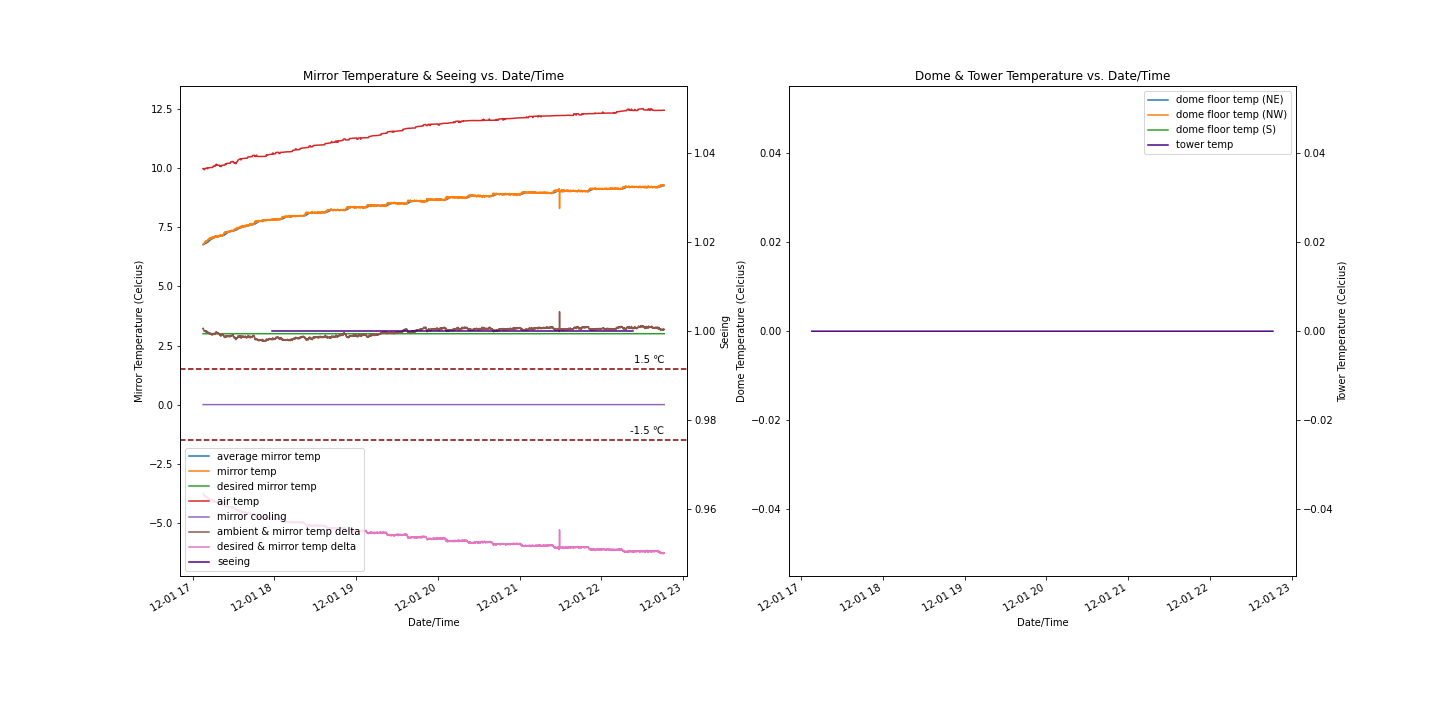 Mirror Temperature & Seeing vs. Date/Time
Mirror Temperature (Celcius)
12.5
10.0
7.5
5.0
2.5
0.0
−2.5
−5.0
1.5 °C
-1.5 °C
average mirror temp
mirror temp
desired mirror temp
air temp
mirror cooling
ambient & mirror temp delta
desired & mirror temp delta
seeing
1.04
1.02
1.00
0.98
0.96
Seeing
12-01 17
12-01 18
12-01 19
12-01 20
12-01 21
12-01 22
12-01 23
Date/Time
Dome & Tower Temperature vs. Date/Time
Dome Temperature (Celcius)
0.04
0.02
0.00
−0.02
−0.04
dome floor temp (NE)
dome floor temp (NW)
dome floor temp (S)
tower temp
0.04
0.02
0.00
−0.02
−0.04
Tower Temperature (Celcius)
12-01 17
12-01 18
12-01 19
12-01 20
12-01 21
12-01 22
12-01 23
Date/Time